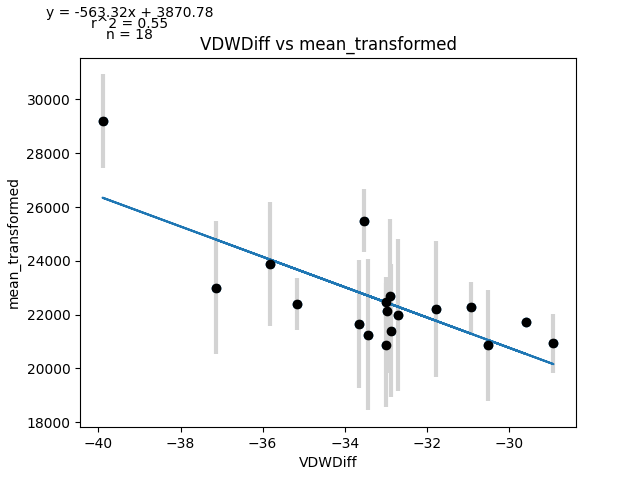 y = -563.32x + 3870.78
r^2 = 0.55
n = 18
VDWDiff vs mean_transformed
mean_transformed
30000
28000
26000
24000
22000
20000
18000
−40
−38
−36
−34
−32
−30
VDWDiff